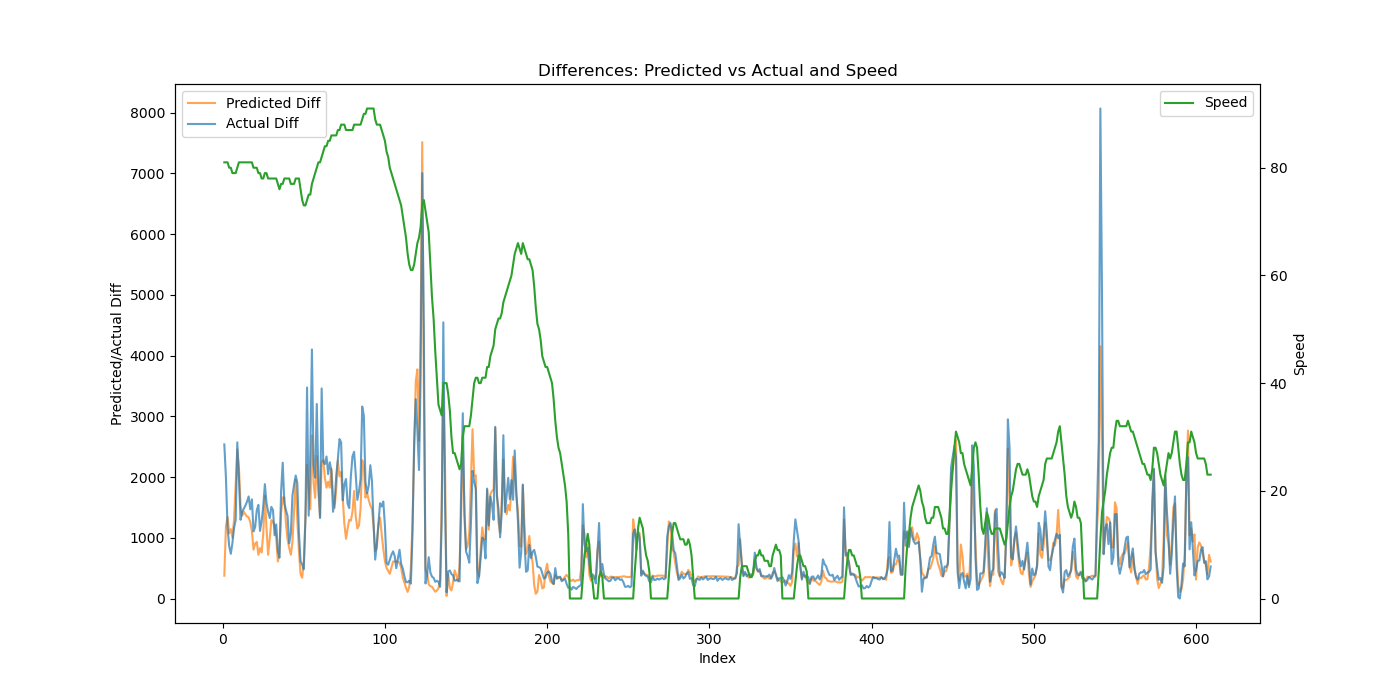 Differences: Predicted vs Actual and Speed
Predicted Diff
Actual Diff
Speed
8000
7000
6000
5000
4000
3000
2000
1000
0
Predicted/Actual Diff
80
60
40
20
0
Speed
0 100 200 300 400 500 600
Index